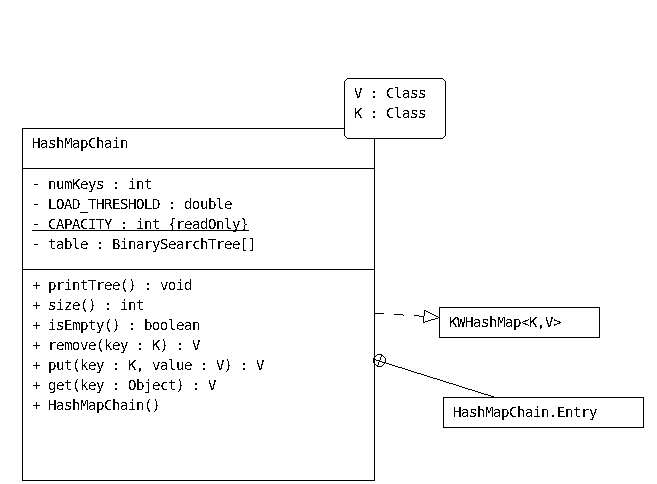 V : Class
K : Class
HashMapChain
- numKeys : int
- LOAD_THRESHOLD : double
- CAPACITY : int {readOnly}
- table : BinarySearchTree[]
+ printTree() : void
+ size() : int
+ isEmpty() : boolean
+ remove(key : K) : V
+ put(key : K, value : V) : V
+ get(key : Object) : V
+ HashMapChain()
KWHashMap<K,V>
HashMapChain.Entry